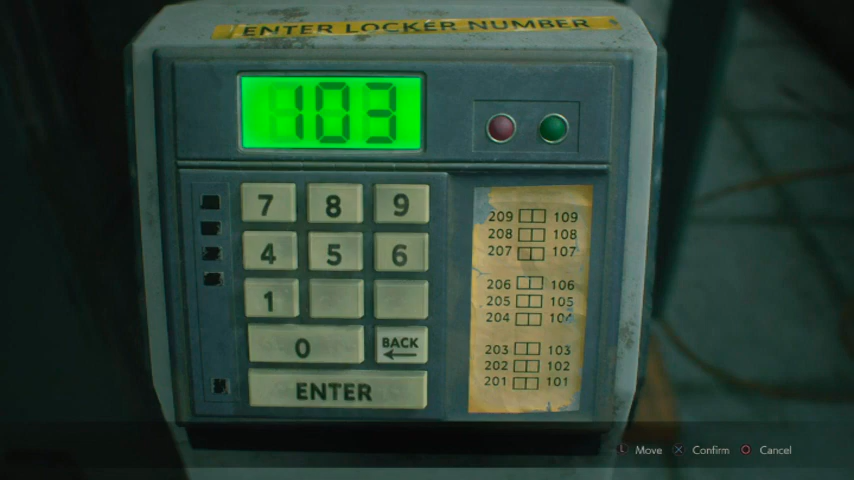 ENTER LOCKER NUMBER
103
7 8 9
4 5 6
1
0 BACK
ENTER
209 109
208 108
207 107
206 106
205 105
204 104
203 103
202 102
201 101
L Move X Confirm O Cancel